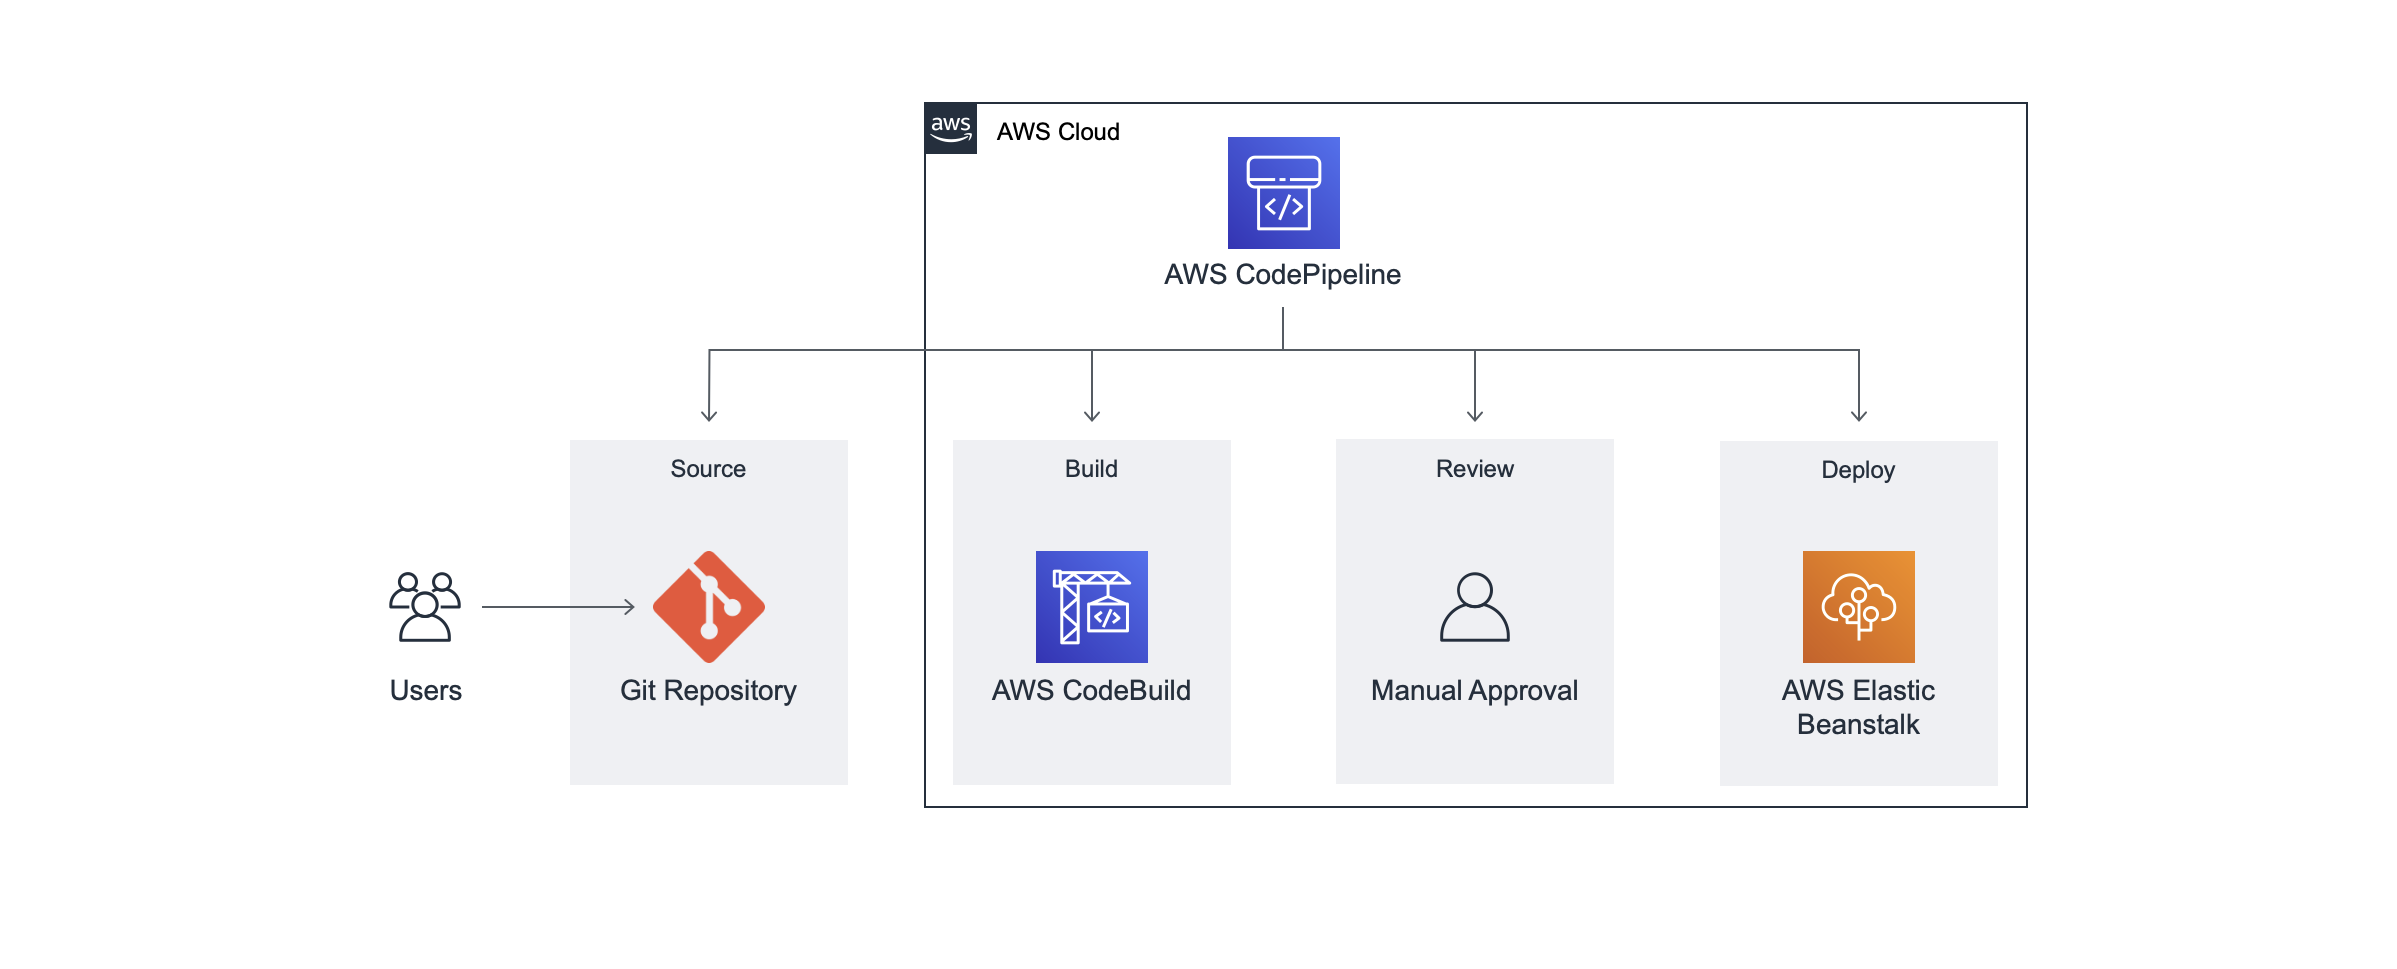 aws
AWS Cloud
AWS CodePipeline
Source
Build
Review
Deploy
Users
Git Repository
AWS CodeBuild
Manual Approval
AWS Elastic
Beanstalk